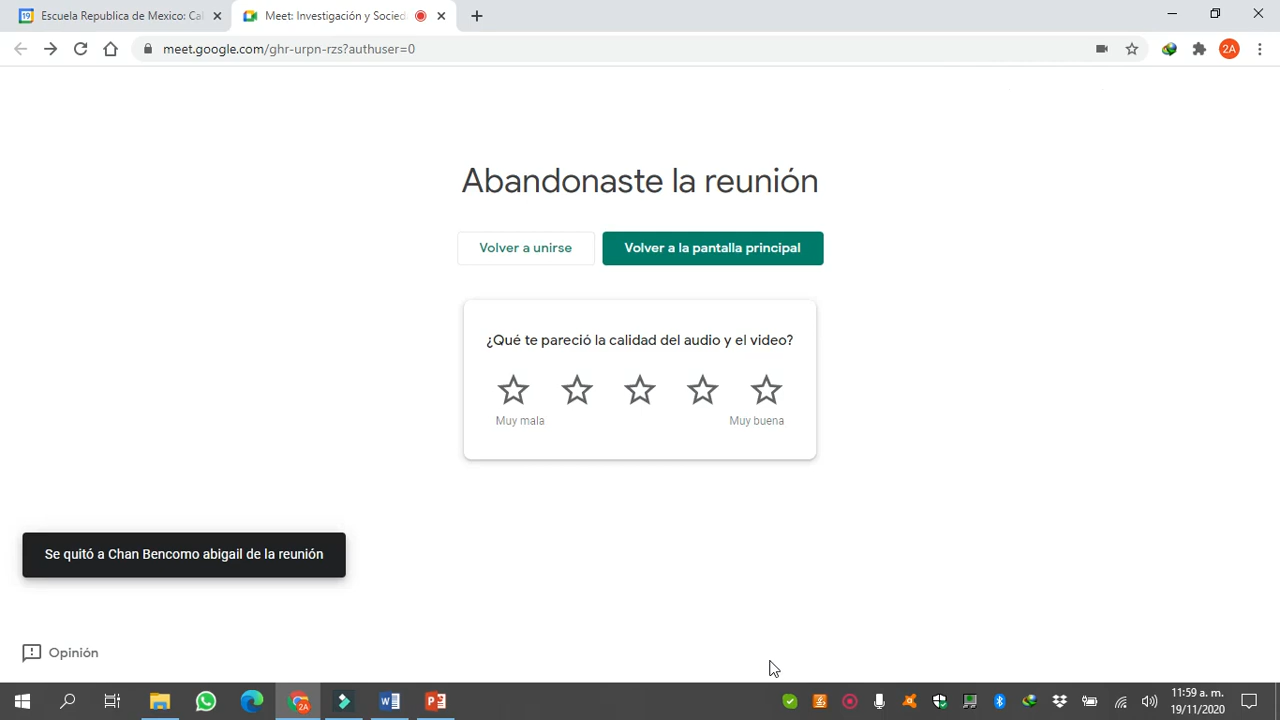 Escuela Republica de Mexico: Cal
Meet: Investigación y Socied
meet.google.com/ghr-urpn-rzs?authuser=0
2A
Abandonaste la reunión
Volver a unirse
Volver a la pantalla principal
¿Qué te pareció la calidad del audio y el video?
Muy mala
Muy buena
Se quitó a Chan Bencomo abigail de la reunión
Opinión
11:59 a. m.
19/11/2020